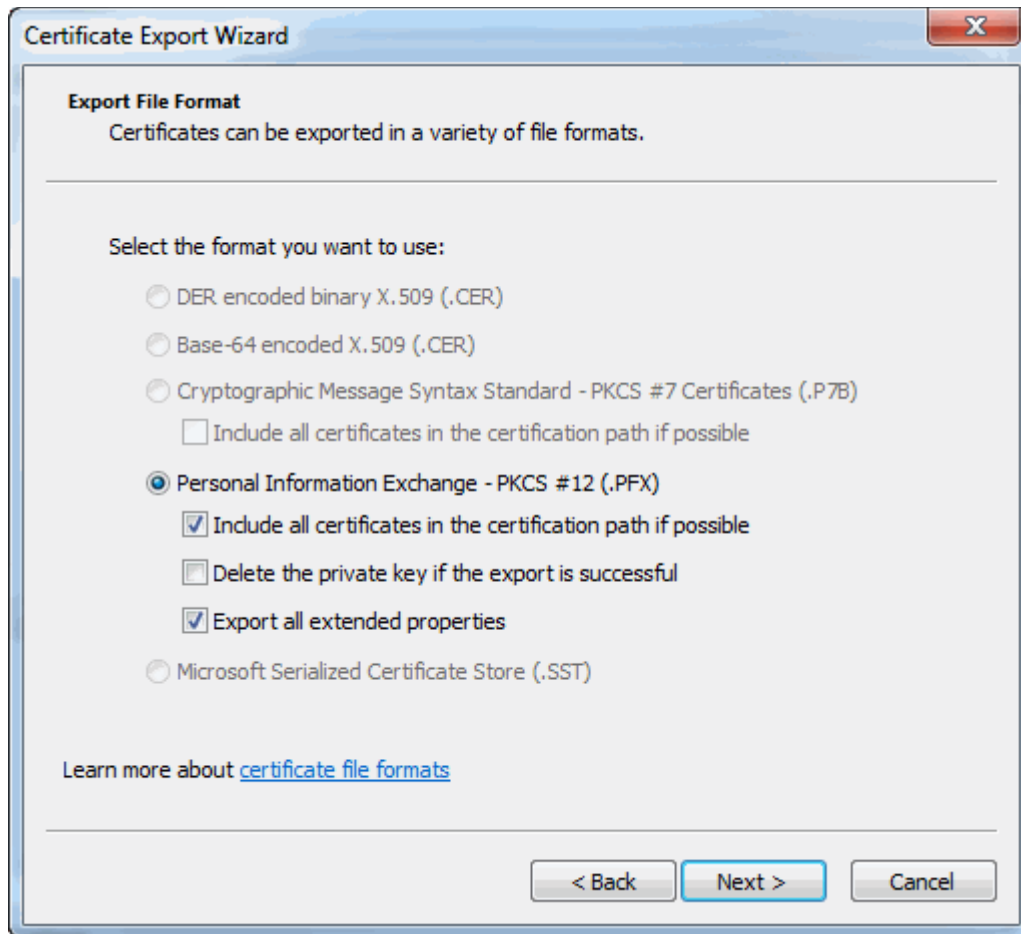 Certificate Export Wizard
Export File Format
Certificates can be exported in a variety of file formats.
Select the format you want to use:
DER encoded binary X.509 (.CER)
Base-64 encoded X.509 (.CER)
Cryptographic Message Syntax Standard - PKCS #7 Certificates (.P7B)
Include all certificates in the certification path if possible
Personal Information Exchange - PKCS #12 (.PFX)
Include all certificates in the certification path if possible
Delete the private key if the export is successful
Export all extended properties
Microsoft Serialized Certificate Store (.SST)
Learn more about certificate file formats
< Back Next > Cancel